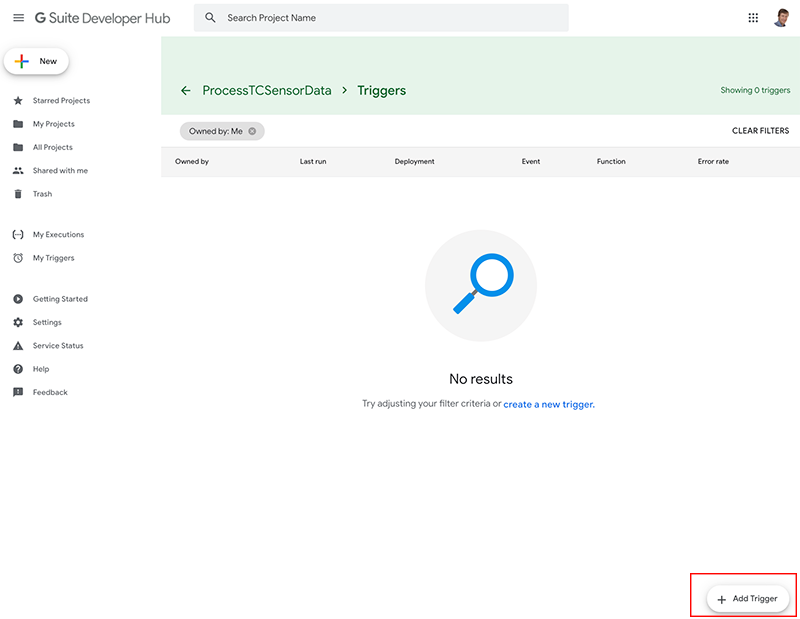 G Suite Developer Hub
Search Project Name
New
Starred Projects
My Projects
All Projects
Shared with me
Trash
My Executions
My Triggers
Getting Started
Settings
Service Status
Help
Feedback
ProcessTCSensorData > Triggers
Showing 0 triggers
Owned by: Me
CLEAR FILTERS
Owned by Last run Deployment Event Function Error rate
No results
Try adjusting your filter criteria or create a new trigger.
+ Add Trigger